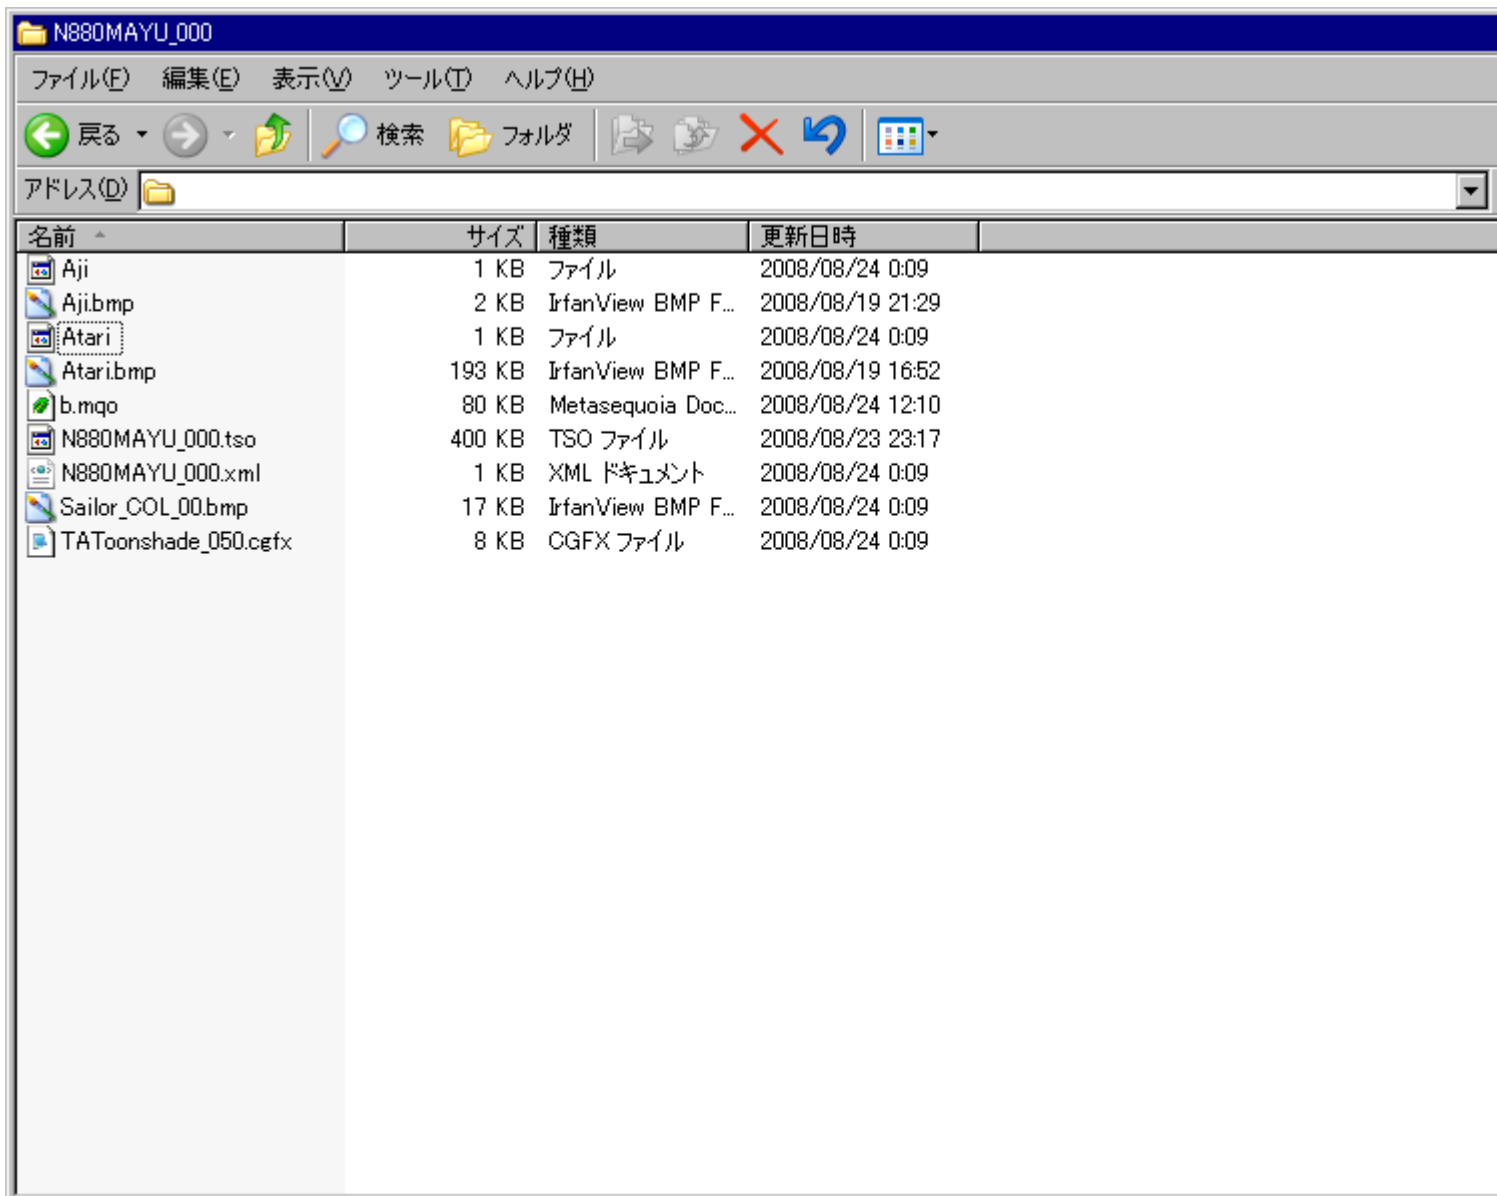 N880MAYU_000
ファイル(F) 編集(E) 表示(V) ツール(T) ヘルプ(H)
戻る 検索 フォルダ
アドレス(D)
名前 サイズ 種類 更新日時
Aji 1 KB ファイル 2008/08/24 0:09
Aji.bmp 2 KB IrfanView BMP F... 2008/08/19 21:29
Atari 1 KB ファイル 2008/08/24 0:09
Atari.bmp 193 KB IrfanView BMP F... 2008/08/19 16:52
b.mqo 80 KB Metasequoia Doc... 2008/08/24 12:10
N880MAYU_000.tso 400 KB TSO ファイル 2008/08/23 23:17
N880MAYU_000.xml 1 KB XML ドキュメント 2008/08/24 0:09
Sailor_COL_00.bmp 17 KB IrfanView BMP F... 2008/08/24 0:09
TAToonshade_050.cgfx 8 KB CGFX ファイル 2008/08/24 0:09